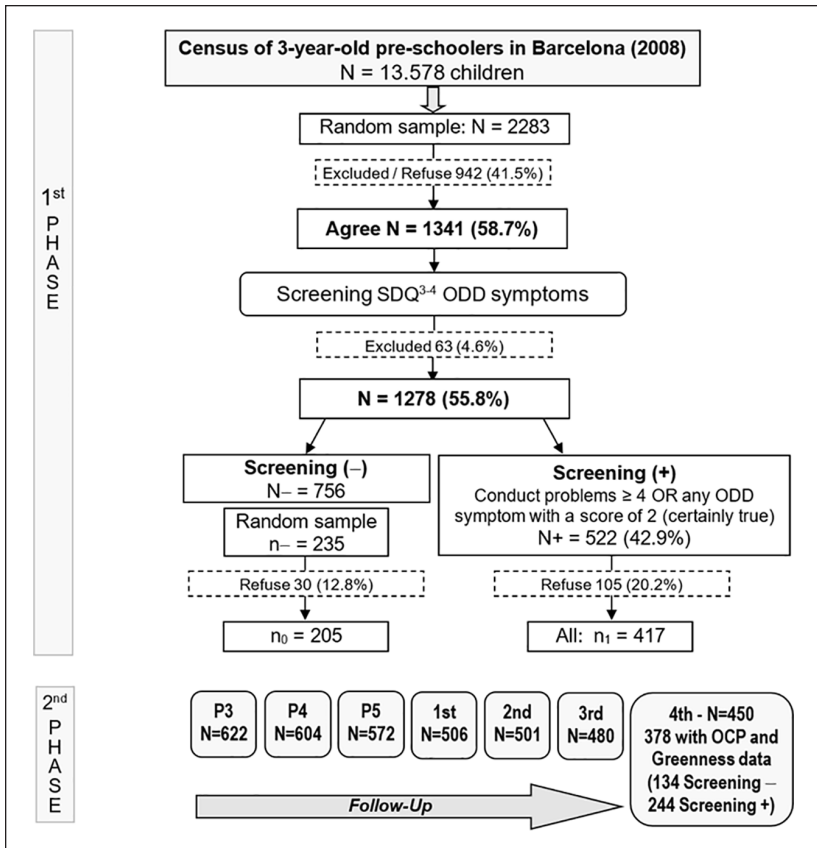 Census of 3-year-old pre-schoolers in Barcelona (2008)
N = 13.578 children
Random sample: N = 2283
Excluded / Refuse 942 (41.5%)
Agree N = 1341 (58.7%)
Screening SDQ3-4 ODD symptoms
Excluded 63 (4.6%)
N = 1278 (55.8%)
1st
PHASE
Screening (–)
N– = 756
Random sample
n– = 235
Refuse 30 (12.8%)
n0 = 205
Screening (+)
Conduct problems ≥ 4 OR any ODD
symptom with a score of 2 (certainly true)
N+ = 522 (42.9%)
Refuse 105 (20.2%)
All: n1 = 417
2nd
PHASE
P3
N=622
P4
N=604
P5
N=572
1st
N=506
2nd
N=501
3rd
N=480
4th - N=450
378 with OCP and
Greenness data
(134 Screening –
244 Screening +)
Follow-Up